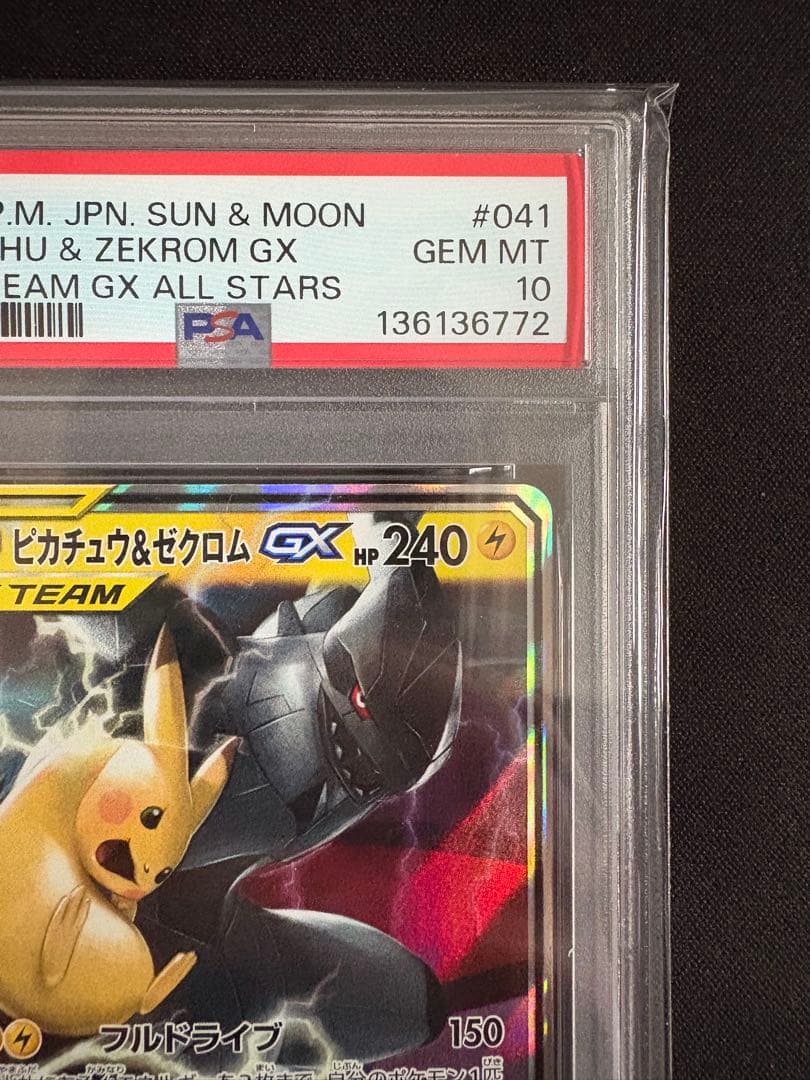 P.M. JPN. SUN & MOON #041
HU & ZEKROM GX GEM MT
EAM GX ALL STARS 10
PSA 136136772
ピカチュウ&ゼクロム GX HP 240
TEAM
フルドライブ 150